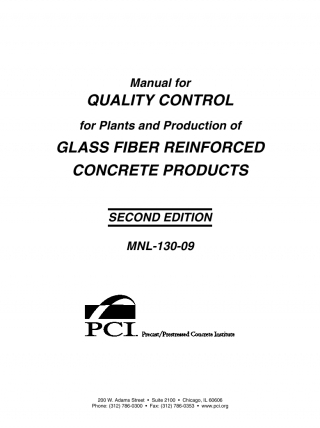 Manual for
QUALITY CONTROL
for Plants and Production of
GLASS FIBER REINFORCED
CONCRETE PRODUCTS
SECOND EDITION
MNL-130-09
PCI. Precast/Prestressed Concrete Institute
200 W. Adams Street • Suite 2100 • Chicago, IL 60606
Phone: (312) 786-0300 • Fax: (312) 786-0353 • www.pci.org